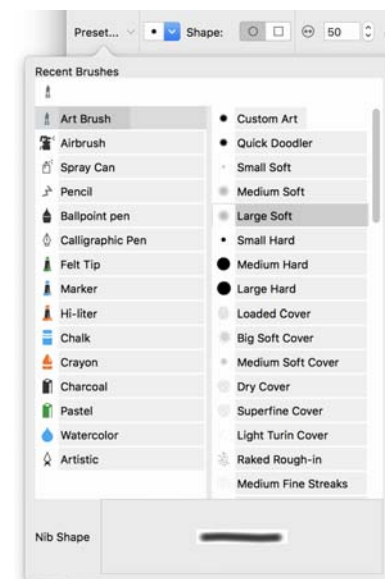 Preset... Shape: 50
Recent Brushes
Art Brush
Airbrush
Spray Can
Pencil
Ballpoint pen
Calligraphic Pen
Felt Tip
Marker
Hi-liter
Chalk
Crayon
Charcoal
Pastel
Watercolor
Artistic
Custom Art
Quick Doodler
Small Soft
Medium Soft
Large Soft
Small Hard
Medium Hard
Large Hard
Loaded Cover
Big Soft Cover
Medium Soft Cover
Dry Cover
Superfine Cover
Light Turin Cover
Raked Rough-in
Medium Fine Streaks
Nib Shape